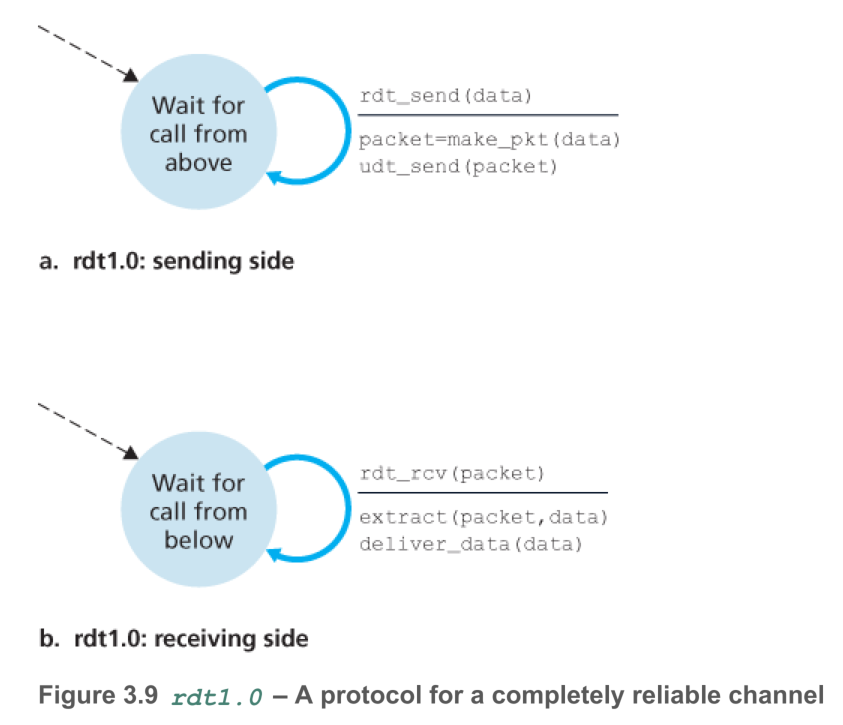 Wait for
call from
above
rdt_send(data)
packet=make_pkt(data)
udt_send(packet)
a. rdt1.0: sending side
Wait for
call from
below
rdt_rcv(packet)
extract(packet,data)
deliver_data(data)
b. rdt1.0: receiving side
Figure 3.9 rdt1.0 – A protocol for a completely reliable channel